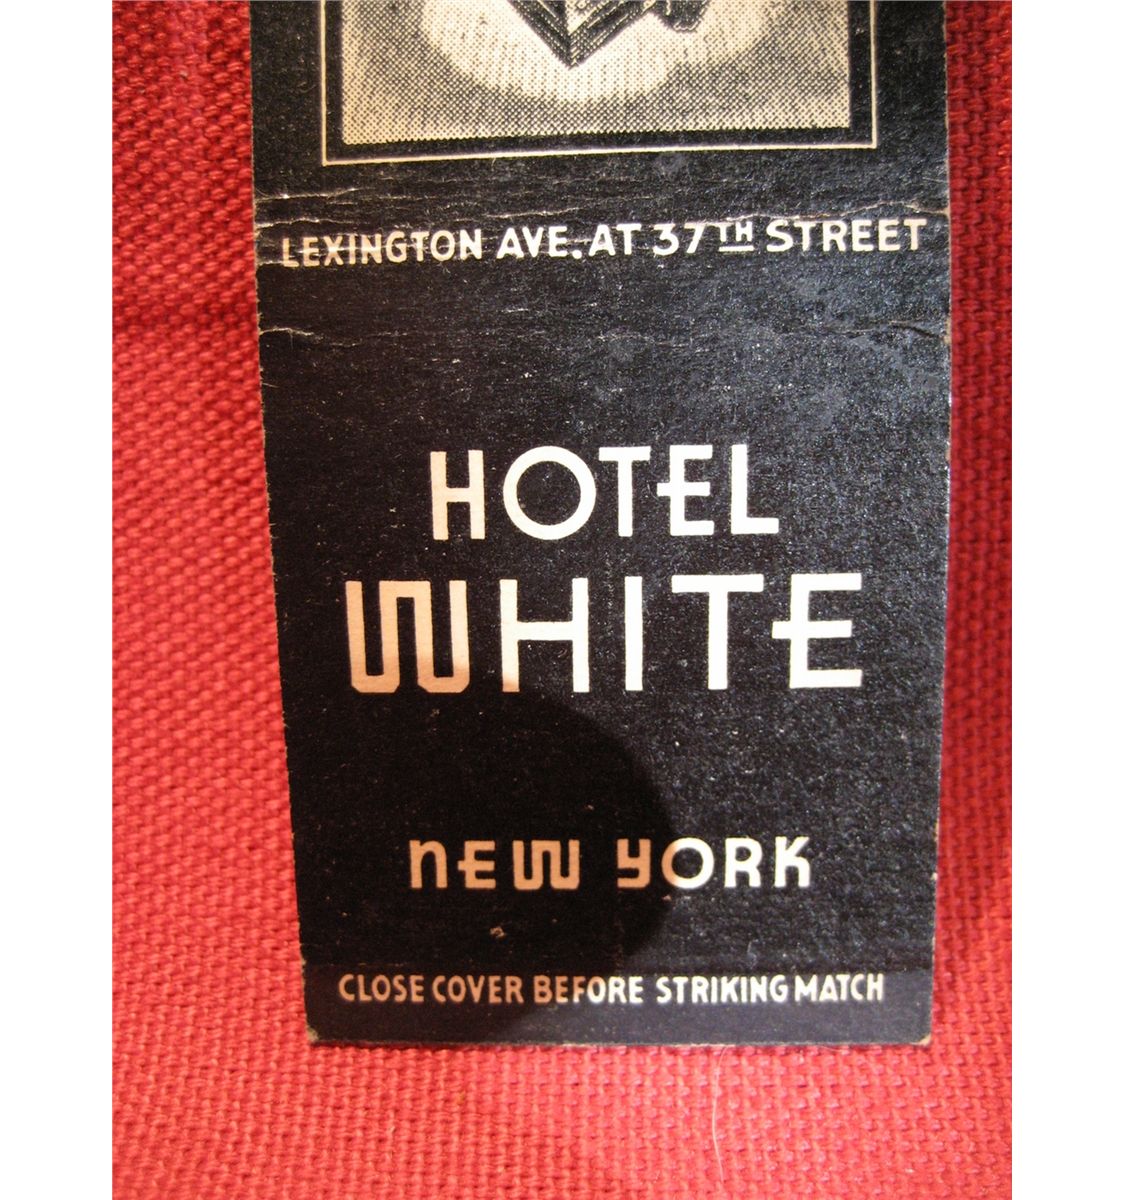 LEXINGTON AVE. AT 37TH STREET
HOTEL
WHITE
NEW YORK
CLOSE COVER BEFORE STRIKING MATCH